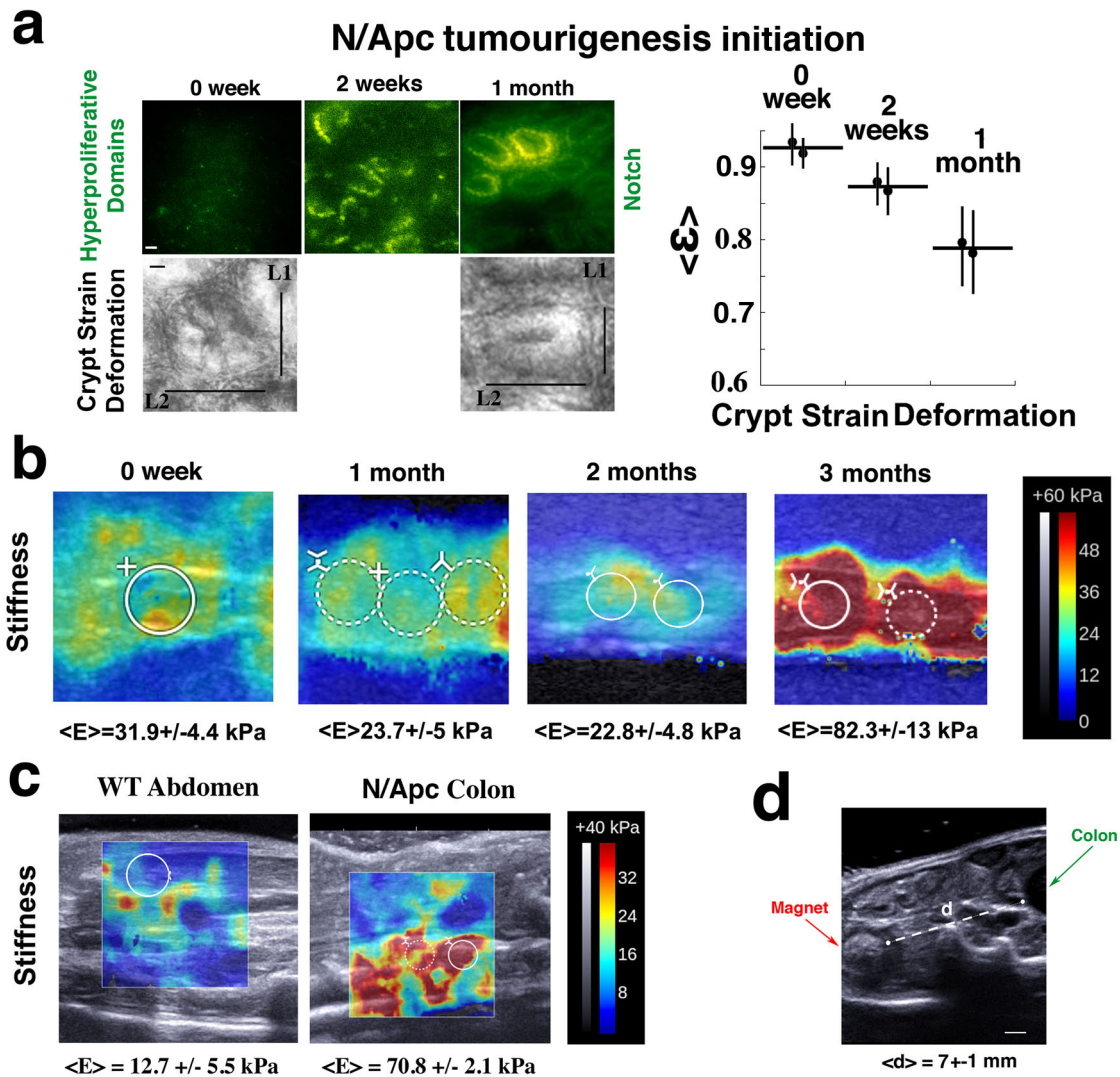 a
N/Apc tumourigenesis initiation
0 week
2 weeks
1 month
Hyperproliferative
Domains
Notch
Crypt Strain
Deformation
L1
L2
L1
L2
0
week
2
weeks
1
month
<ε>
0.9
0.8
0.7
0.6
Crypt Strain Deformation
b
0 week
1 month
2 months
3 months
Stiffness
+60 kPa
48
36
24
12
0
<E>=31.9+/-4.4 kPa
<E>23.7+/-5 kPa
<E>=22.8+/-4.8 kPa
<E>=82.3+/-13 kPa
c
WT Abdomen
N/Apc Colon
Stiffness
+40 kPa
32
24
16
8
<E> = 12.7 +/- 5.5 kPa
<E> = 70.8 +/- 2.1 kPa
d
Colon
Magnet
d
<d> = 7+-1 mm